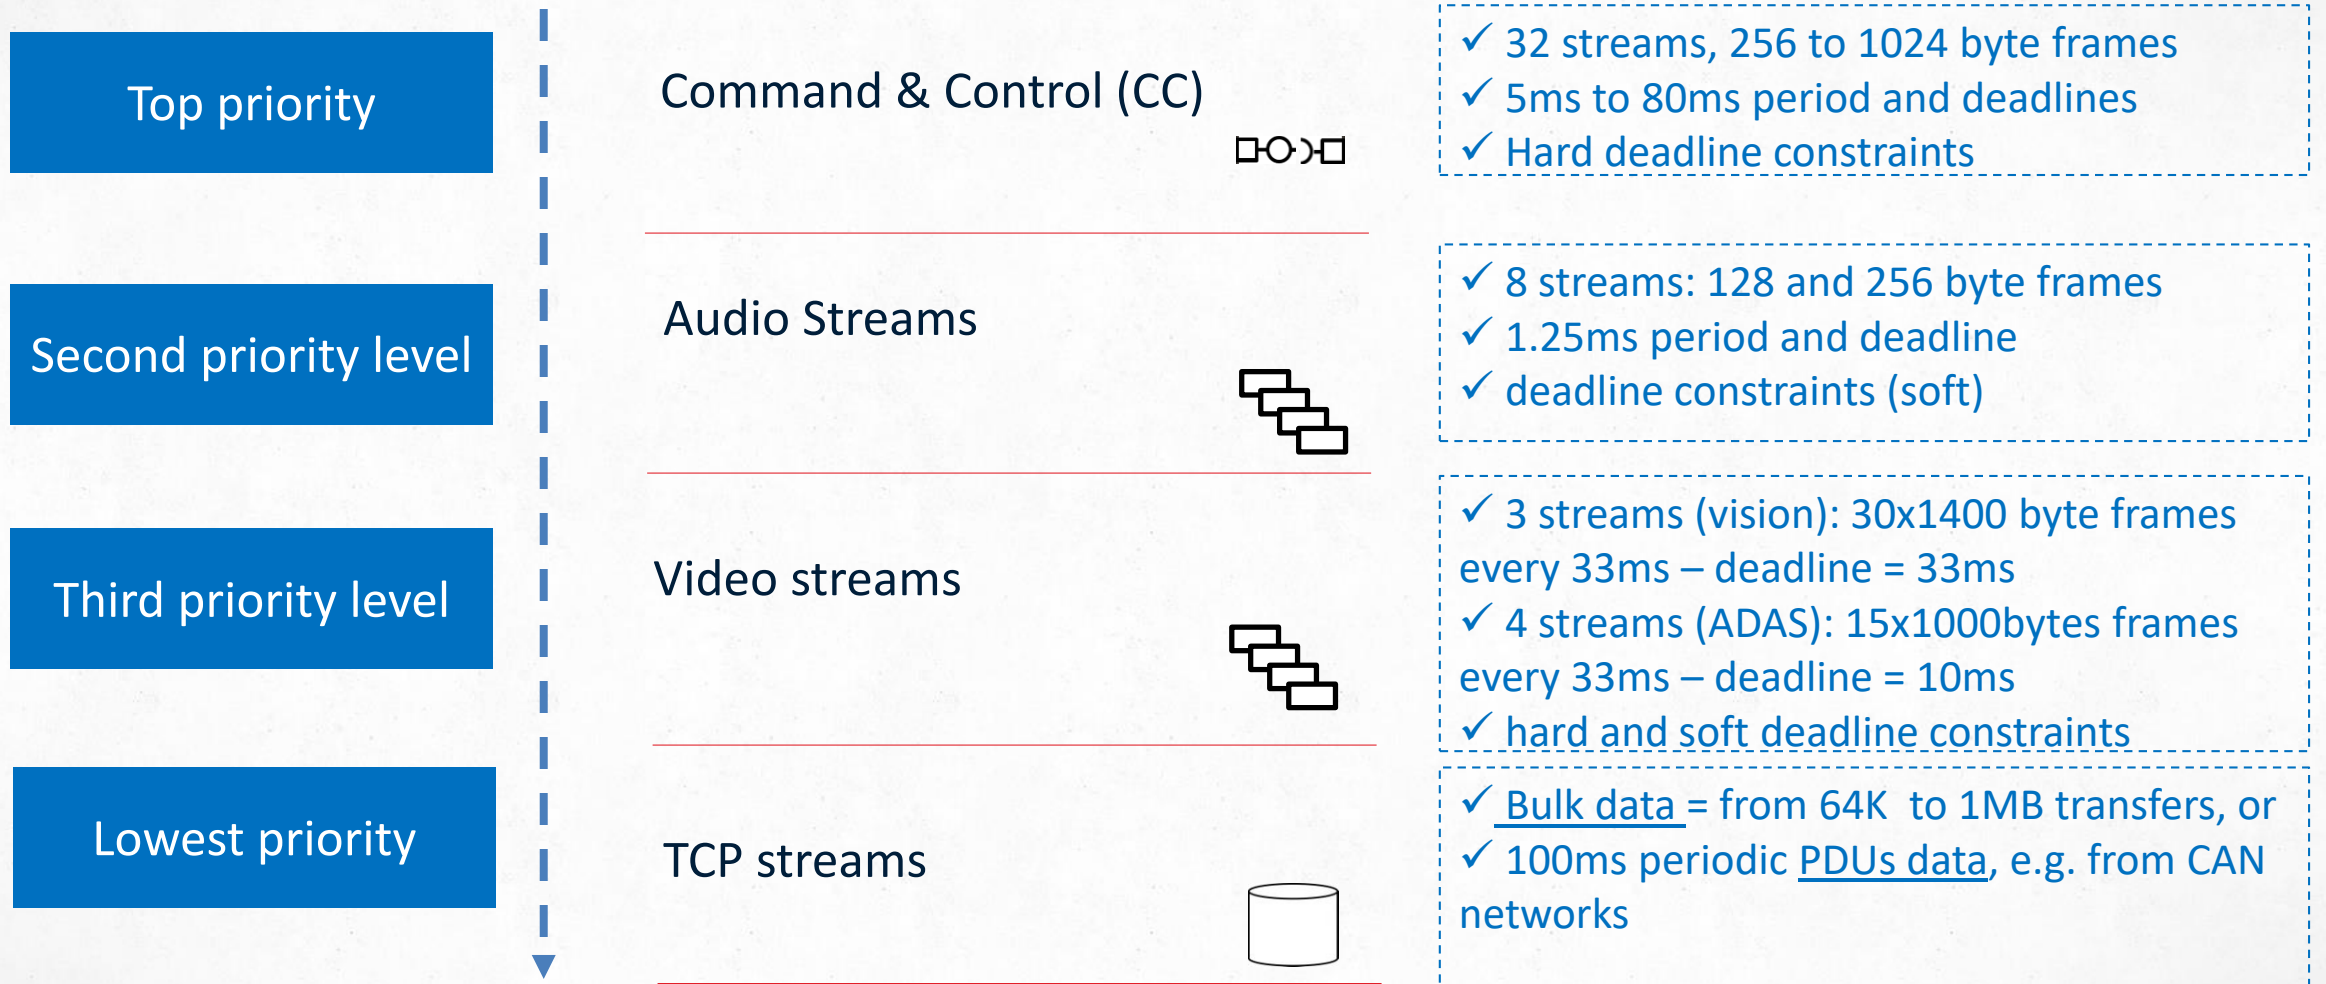 Top priority
Command & Control (CC)
✓ 32 streams, 256 to 1024 byte frames
✓ 5ms to 80ms period and deadlines
✓ Hard deadline constraints
Second priority level
Audio Streams
✓ 8 streams: 128 and 256 byte frames
✓ 1.25ms period and deadline
✓ deadline constraints (soft)
Third priority level
Video streams
✓ 3 streams (vision): 30x1400 byte frames
every 33ms – deadline = 33ms
✓ 4 streams (ADAS): 15x1000bytes frames
every 33ms – deadline = 10ms
✓ hard and soft deadline constraints
Lowest priority
TCP streams
✓ Bulk data = from 64K to 1MB transfers, or
✓ 100ms periodic PDUs data, e.g. from CAN
networks